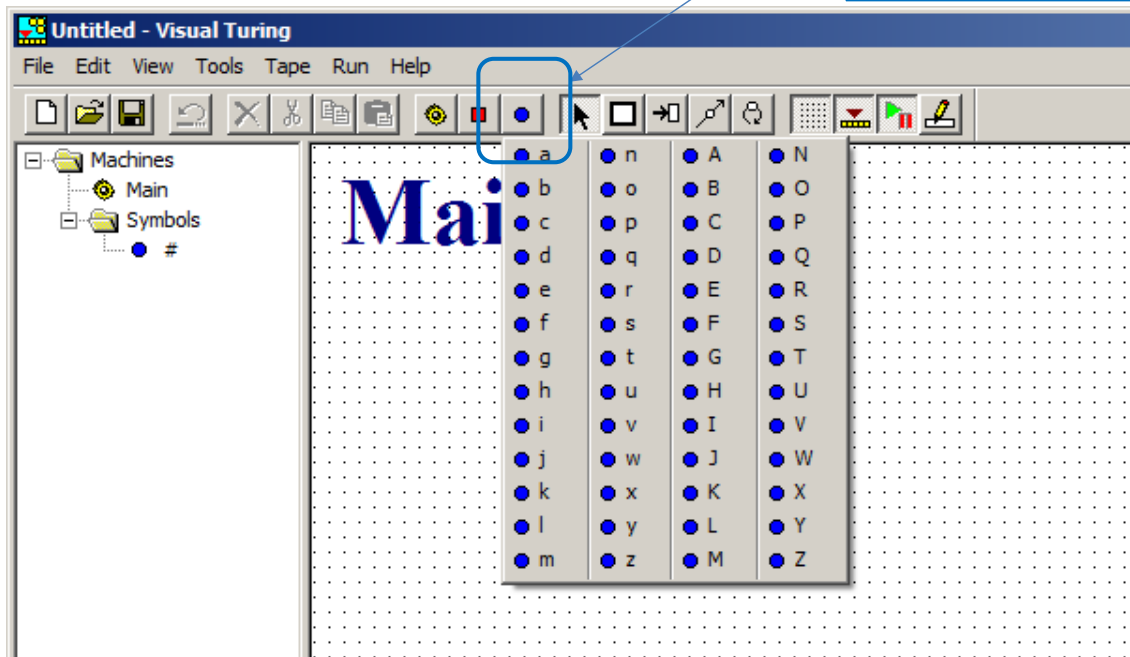 Untitled - Visual Turing
File Edit View Tools Tape Run Help
Machines
Main
Symbols
#
Mai
a n A N
b o B O
c p C P
d q D Q
e r E R
f s F S
g t G T
h u H U
i v I V
j w J W
k x K X
l y L Y
m z M Z